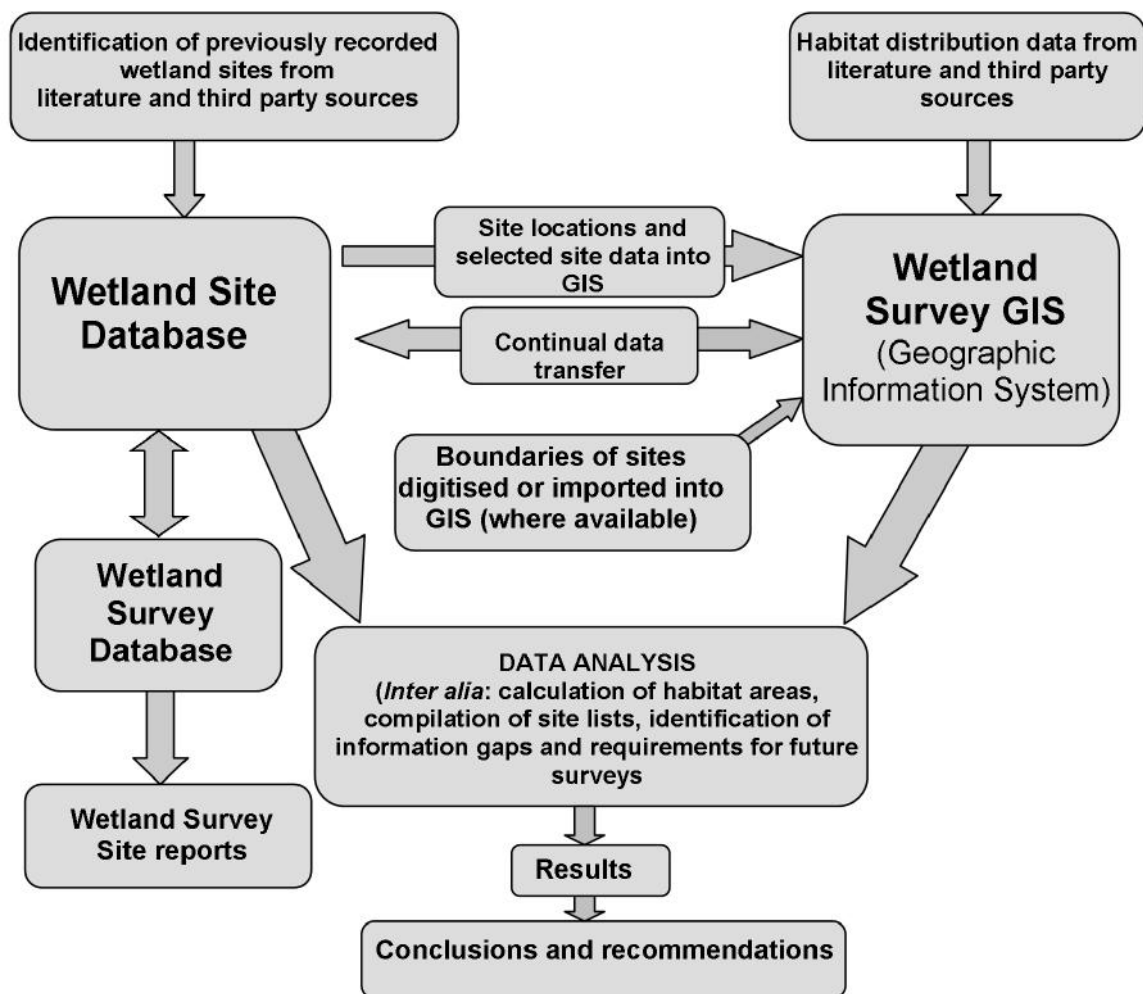 Identification of previously recorded
wetland sites from
literature and third party sources
Habitat distribution data from
literature and third party
sources
Wetland Site
Database
Site locations and
selected site data into
GIS
Continual data
transfer
Wetland
Survey GIS
(Geographic
Information System)
Boundaries of sites
digitised or imported into
GIS (where available)
Wetland
Survey
Database
DATA ANALYSIS
(Inter alia: calculation of habitat areas,
compilation of site lists, identification of
information gaps and requirements for future
surveys
Wetland Survey
Site reports
Results
Conclusions and recommendations